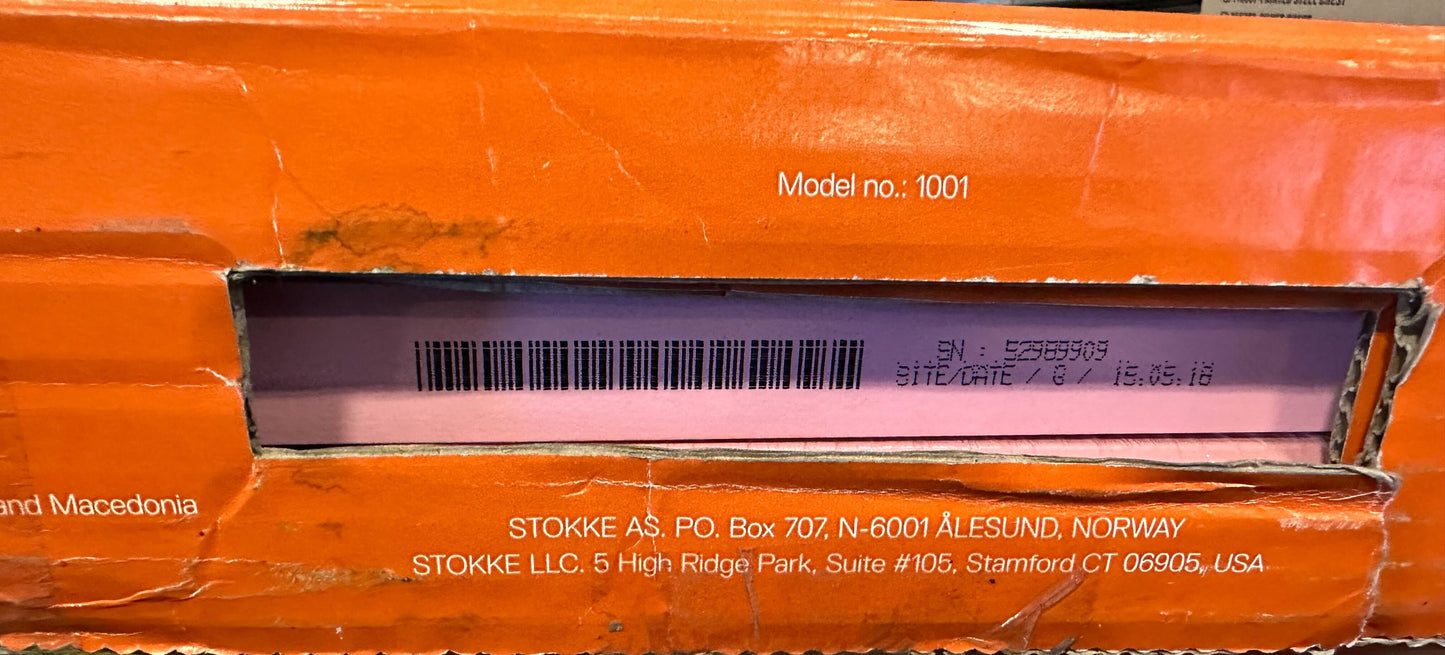 Model no.: 1001
SN : 52989909
SITE/DATE / Q / 15.05.18
and Macedonia
STOKKE AS. PO. Box 707, N-6001 ÅLESUND, NORWAY
STOKKE LLC. 5 High Ridge Park, Suite #105, Stamford CT 06905, USA